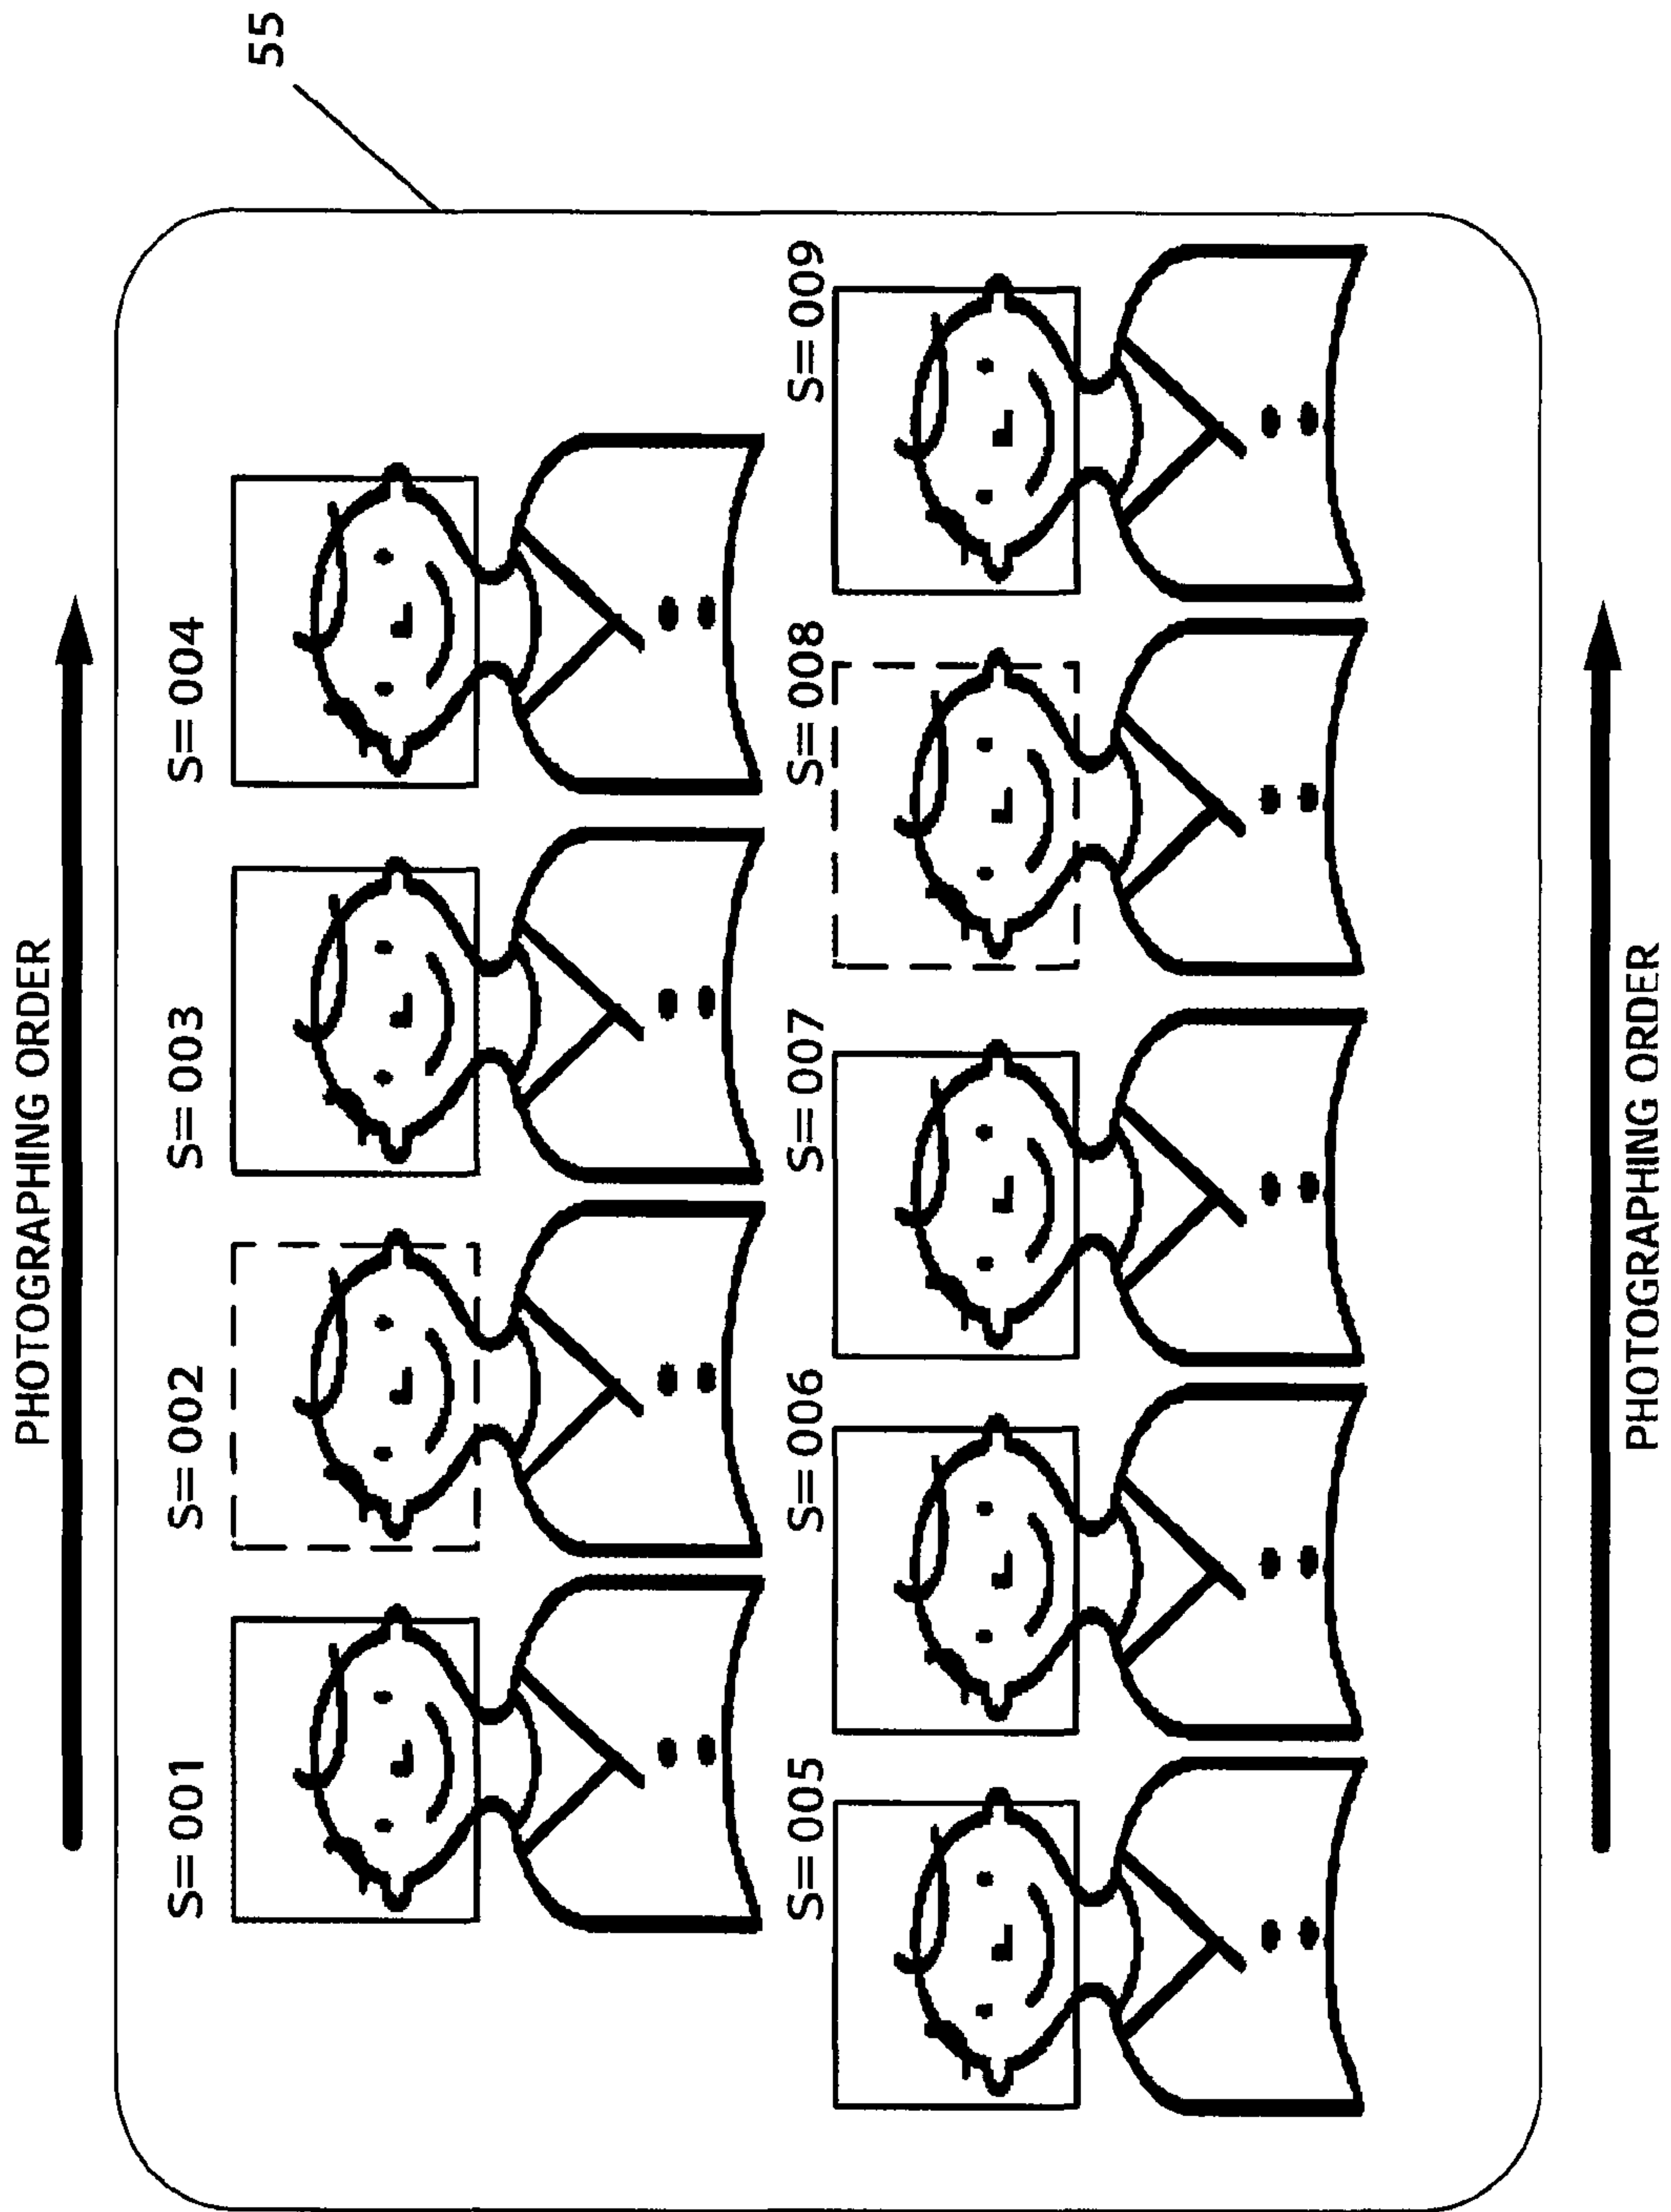 PHOTOGRAPHING ORDER
55
S=001
S=002
S=003
S=004
S=005
S=006
S=007
S=008
S=009
PHOTOGRAPHING ORDER